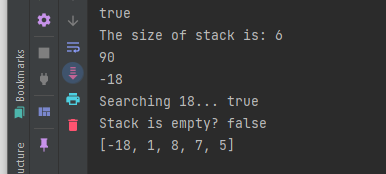 true
The size of stack is: 6
90
-18
Searching 18... true
Stack is empty? false
[-18, 1, 8, 7, 5]
Bookmarks
ucture